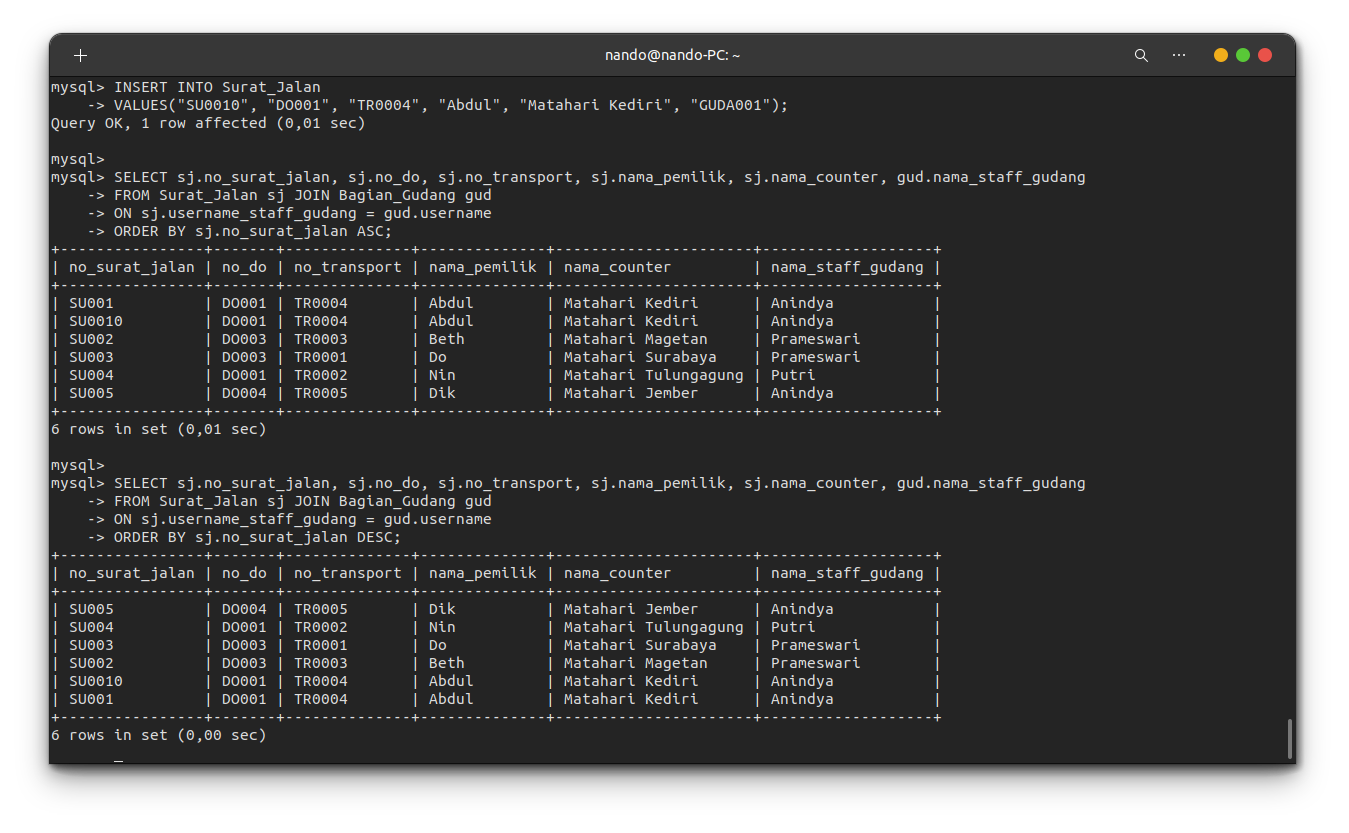 nando@nando-PC: ~
mysql> INSERT INTO Surat_Jalan
    -> VALUES("SU0010", "DO001", "TR0004", "Abdul", "Matahari Kediri", "GUDA001");
Query OK, 1 row affected (0,01 sec)

mysql>
mysql> SELECT sj.no_surat_jalan, sj.no_do, sj.no_transport, sj.nama_pemilik, sj.nama_counter, gud.nama_staff_gudang
    -> FROM Surat_Jalan sj JOIN Bagian_Gudang gud
    -> ON sj.username_staff_gudang = gud.username
    -> ORDER BY sj.no_surat_jalan ASC;
+----------------+-------+--------------+--------------+----------------------+-------------------+
| no_surat_jalan | no_do | no_transport | nama_pemilik | nama_counter         | nama_staff_gudang |
+----------------+-------+--------------+--------------+----------------------+-------------------+
| SU001          | DO001 | TR0004       | Abdul        | Matahari Kediri      | Anindya           |
| SU0010         | DO001 | TR0004       | Abdul        | Matahari Kediri      | Anindya           |
| SU002          | DO003 | TR0003       | Beth         | Matahari Magetan     | Prameswari        |
| SU003          | DO003 | TR0001       | Do           | Matahari Surabaya    | Prameswari        |
| SU004          | DO001 | TR0002       | Nin          | Matahari Tulungagung | Putri             |
| SU005          | DO004 | TR0005       | Dik          | Matahari Jember      | Anindya           |
+----------------+-------+--------------+--------------+----------------------+-------------------+
6 rows in set (0,01 sec)

mysql>
mysql> SELECT sj.no_surat_jalan, sj.no_do, sj.no_transport, sj.nama_pemilik, sj.nama_counter, gud.nama_staff_gudang
    -> FROM Surat_Jalan sj JOIN Bagian_Gudang gud
    -> ON sj.username_staff_gudang = gud.username
    -> ORDER BY sj.no_surat_jalan DESC;
+----------------+-------+--------------+--------------+----------------------+-------------------+
| no_surat_jalan | no_do | no_transport | nama_pemilik | nama_counter         | nama_staff_gudang |
+----------------+-------+--------------+--------------+----------------------+-------------------+
| SU005          | DO004 | TR0005       | Dik          | Matahari Jember      | Anindya           |
| SU004          | DO001 | TR0002       | Nin          | Matahari Tulungagung | Putri             |
| SU003          | DO003 | TR0001       | Do           | Matahari Surabaya    | Prameswari        |
| SU002          | DO003 | TR0003       | Beth         | Matahari Magetan     | Prameswari        |
| SU0010         | DO001 | TR0004       | Abdul        | Matahari Kediri      | Anindya           |
| SU001          | DO001 | TR0004       | Abdul        | Matahari Kediri      | Anindya           |
+----------------+-------+--------------+--------------+----------------------+-------------------+
6 rows in set (0,00 sec)